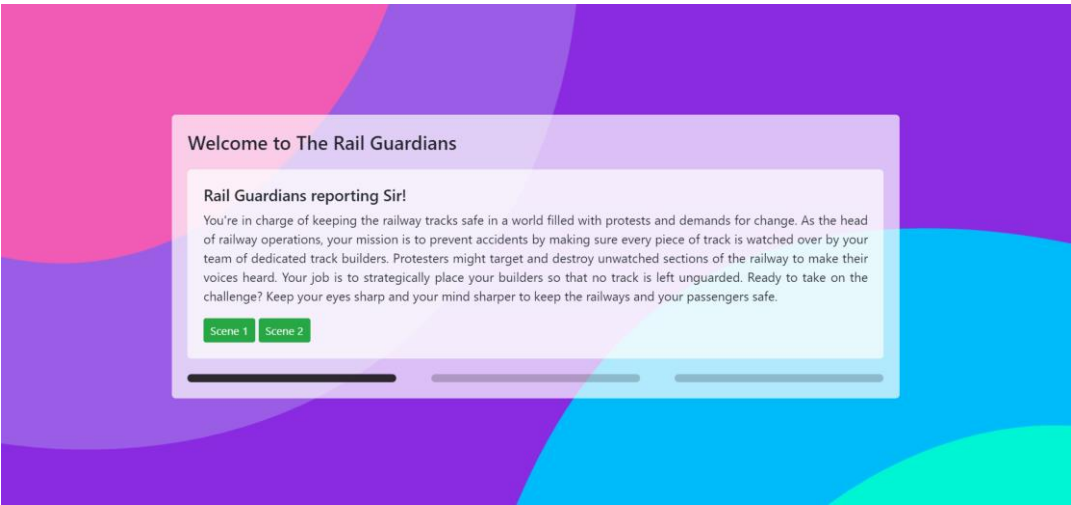 Welcome to The Rail Guardians
Rail Guardians reporting Sir!
You're in charge of keeping the railway tracks safe in a world filled with protests and demands for change. As the head
of railway operations, your mission is to prevent accidents by making sure every piece of track is watched over by your
team of dedicated track builders. Protesters might target and destroy unwatched sections of the railway to make their
voices heard. Your job is to strategically place your builders so that no track is left unguarded. Ready to take on the
challenge? Keep your eyes sharp and your mind sharper to keep the railways and your passengers safe.
Scene 1 Scene 2